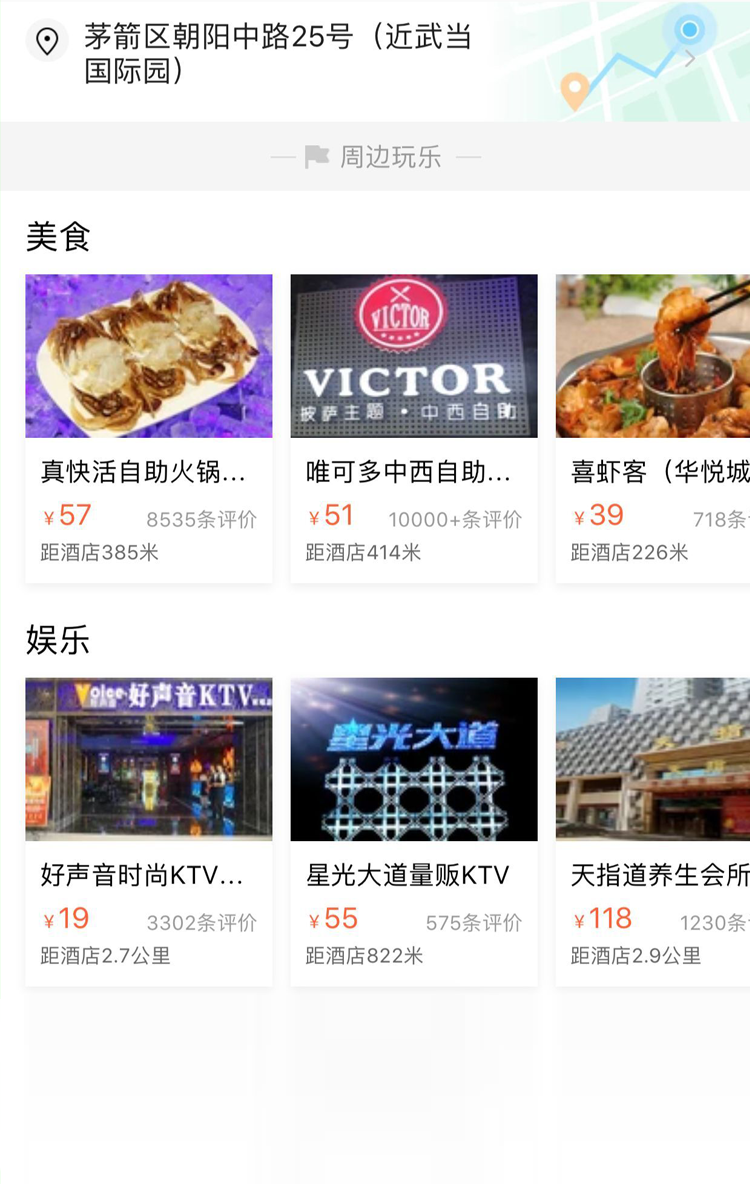 茅箭区朝阳中路25号（近武当
国际园）
周边玩乐
美食
VICTOR
VICTOR
披萨主题·中西自助
真快活自助火锅...
¥57
8535条评价
距酒店385米
唯可多中西自助...
¥51
10000+条评价
距酒店414米
喜虾客（华悦城
¥39
718条
距酒店226米
娱乐
Voice好声音KTV
星光大道
天指
好声音时尚KTV...
¥19
3302条评价
距酒店2.7公里
星光大道量贩KTV
¥55
575条评价
距酒店822米
天指道养生会所
¥118
1230条
距酒店2.9公里